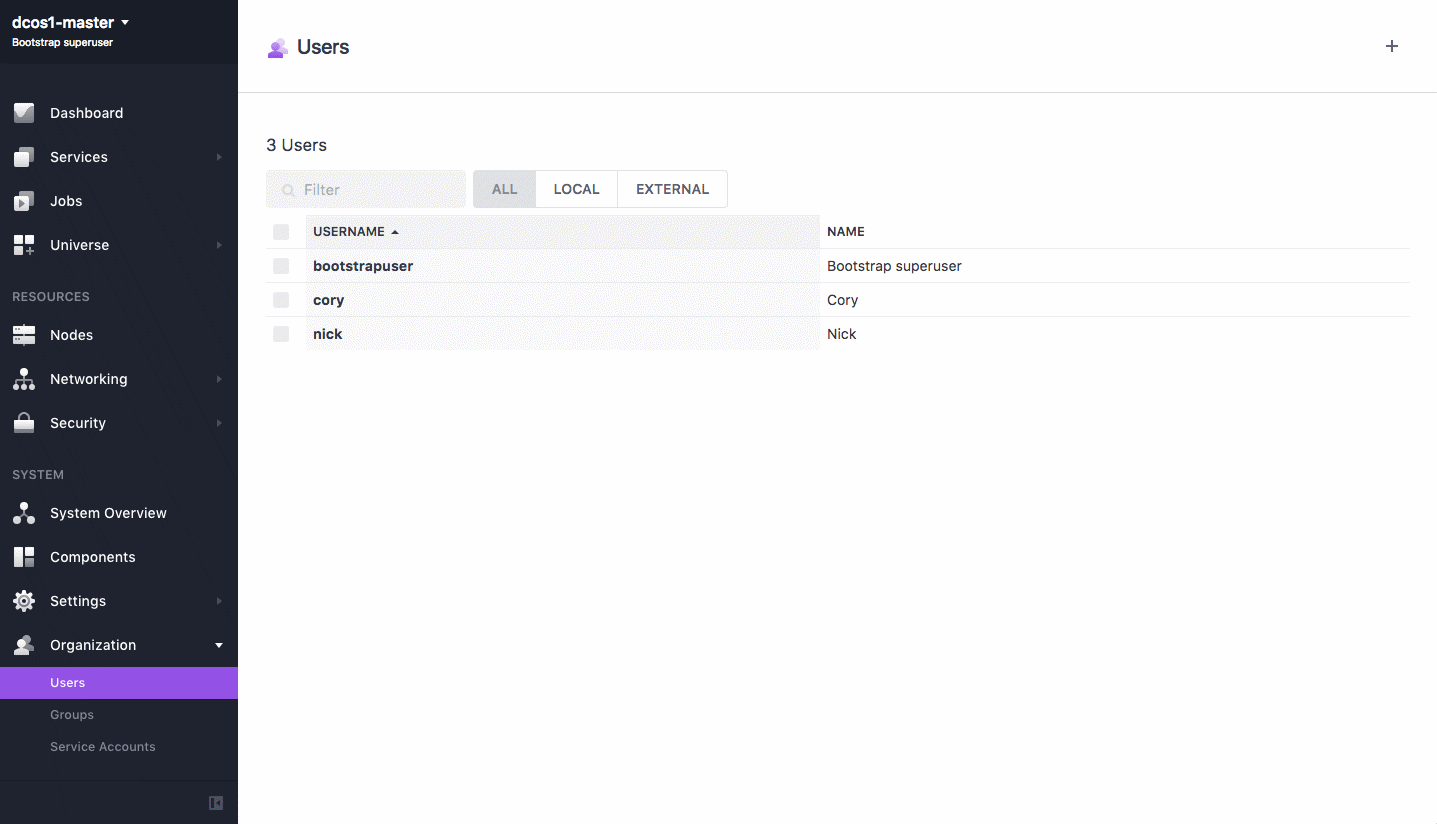 dcos1-master
Bootstrap superuser
Dashboard
Services
Jobs
Universe
RESOURCES
Nodes
Networking
Security
SYSTEM
System Overview
Components
Settings
Organization
Users
Groups
Service Accounts
Users
3 Users
Filter ALL LOCAL EXTERNAL
USERNAME NAME
bootstrapuser Bootstrap superuser
cory Cory
nick Nick